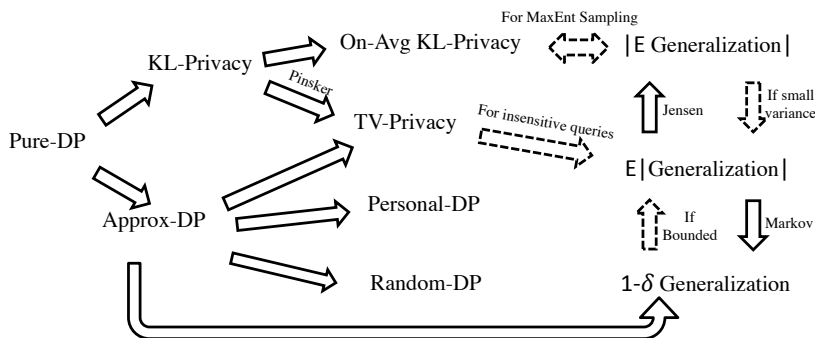 For MaxEnt Sampling
On-Avg KL-Privacy
|E Generalization|
KL-Privacy
Pinsker
Jensen
If small
variance
TV-Privacy
For insensitive queries
Pure-DP
E|Generalization|
Approx-DP
Personal-DP
If
Bounded
Markov
Random-DP
1-δ Generalization